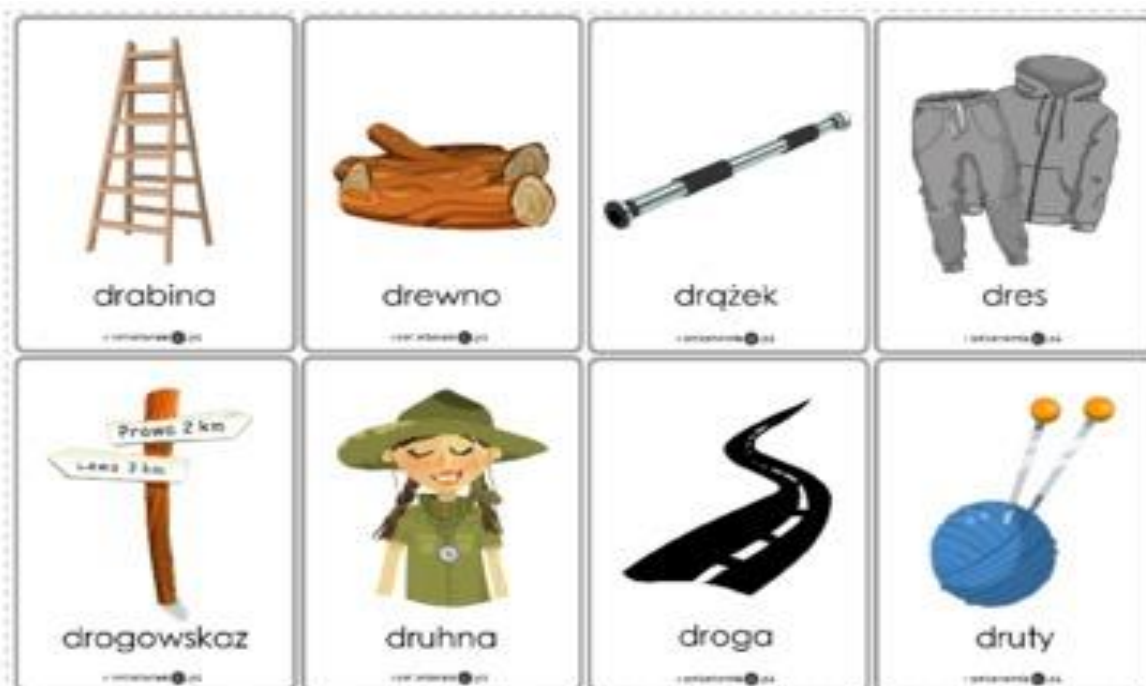 drabina
drewno
drążek
dres
Prawo 2 km
Lewo 3 km
drogowskaz
druhna
droga
druty